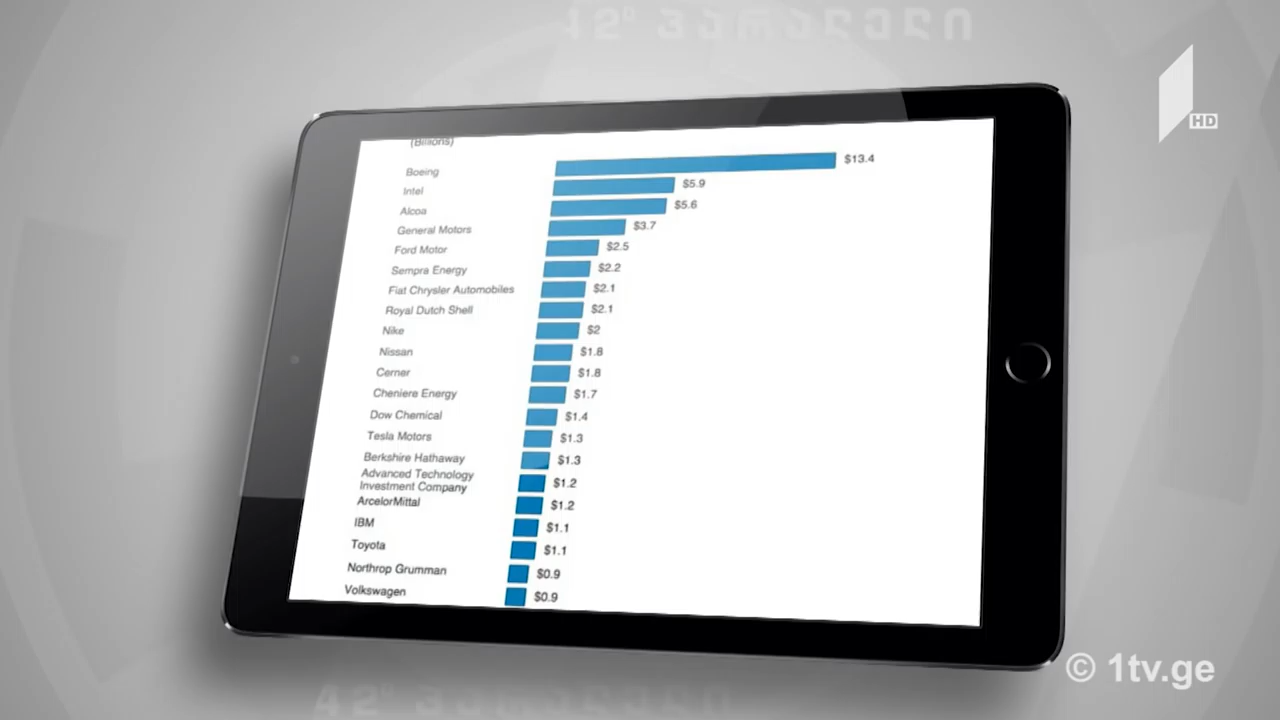 42⁰ პარალელი
HD
(Billions)
Boeing $13.4
Intel $5.9
Alcoa $5.6
General Motors $3.7
Ford Motor $2.5
Sempra Energy $2.2
Fiat Chrysler Automobiles $2.1
Royal Dutch Shell $2.1
Nike $2
Nissan $1.8
Cerner $1.8
Cheniere Energy $1.7
Dow Chemical $1.4
Tesla Motors $1.3
Berkshire Hathaway $1.3
Advanced Technology
Investment Company $1.2
ArcelorMittal $1.2
IBM $1.1
Toyota $1.1
Northrop Grumman $0.9
Volkswagen $0.9
© 1tv.ge
42⁰ პარალელი